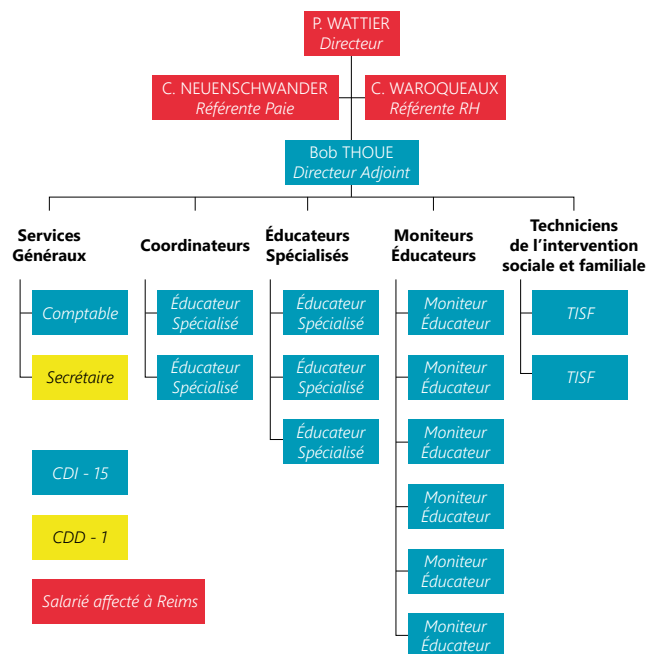 P. WATTIER
Directeur
C. NEUENSCHWANDER
Référente Paie
C. WAROQUEAUX
Référente RH
Bob THOUE
Directeur Adjoint
Services
Généraux
Comptable
Secrétaire
Coordinateurs
Éducateur
Spécialisé
Éducateur
Spécialisé
Éducateurs
Spécialisés
Éducateur
Spécialisé
Éducateur
Spécialisé
Éducateur
Spécialisé
Moniteurs
Éducateurs
Moniteur
Éducateur
Moniteur
Éducateur
Moniteur
Éducateur
Moniteur
Éducateur
Moniteur
Éducateur
Moniteur
Éducateur
Techniciens
de l'intervention
sociale et familiale
TISF
TISF
CDI - 15
CDD - 1
Salarié affecté à Reims